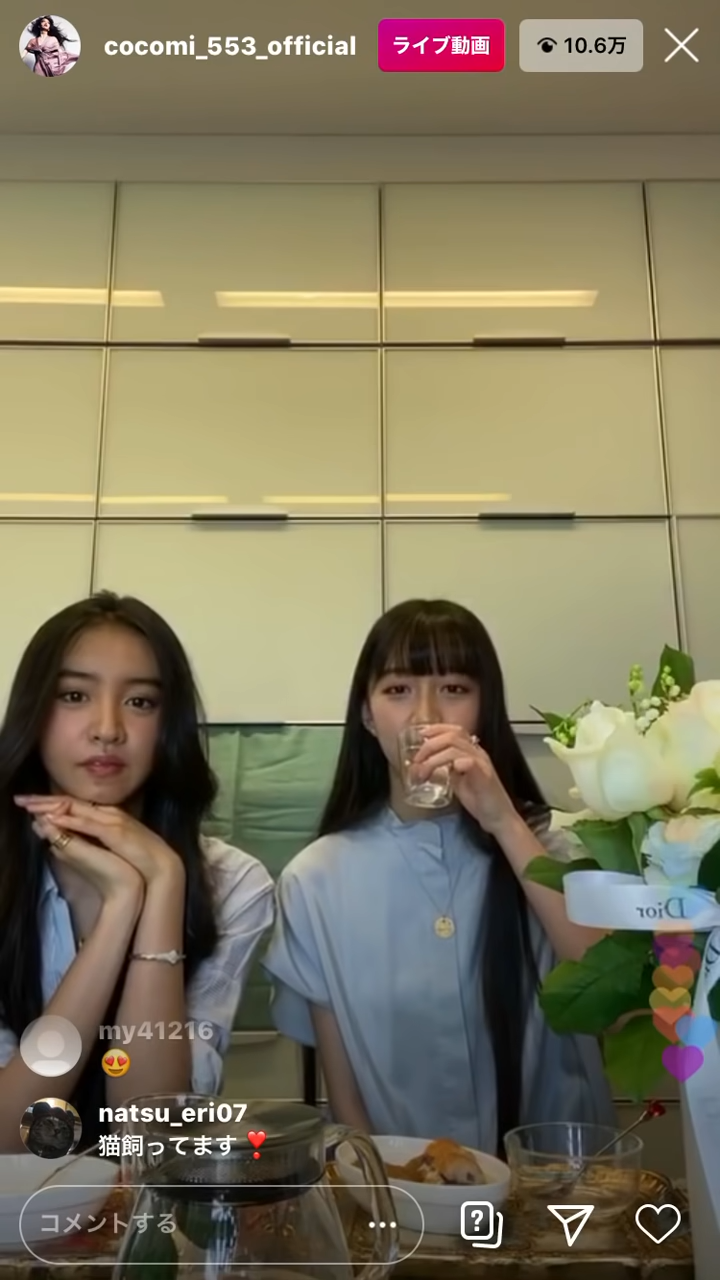 cocomi_553_official
ライブ動画
10.6万
Dior
my41216
😍
natsu_eri07
猫飼ってます❣️
コメントする